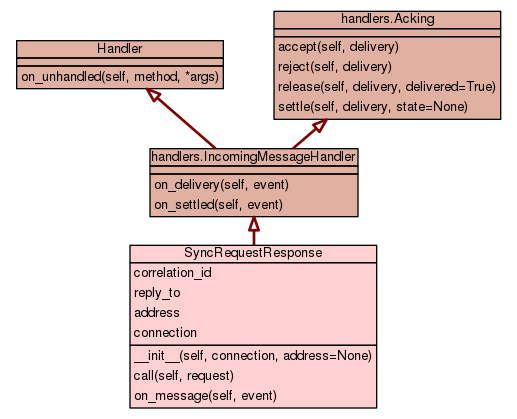 Handler
on_unhandled(self, method, *args)
handlers.Acking
accept(self, delivery)
reject(self, delivery)
release(self, delivery, delivered=True)
settle(self, delivery, state=None)
handlers.IncomingMessageHandler
on_delivery(self, event)
on_settled(self, event)
SyncRequestResponse
correlation_id
reply_to
address
connection
__init__(self, connection, address=None)
call(self, request)
on_message(self, event)